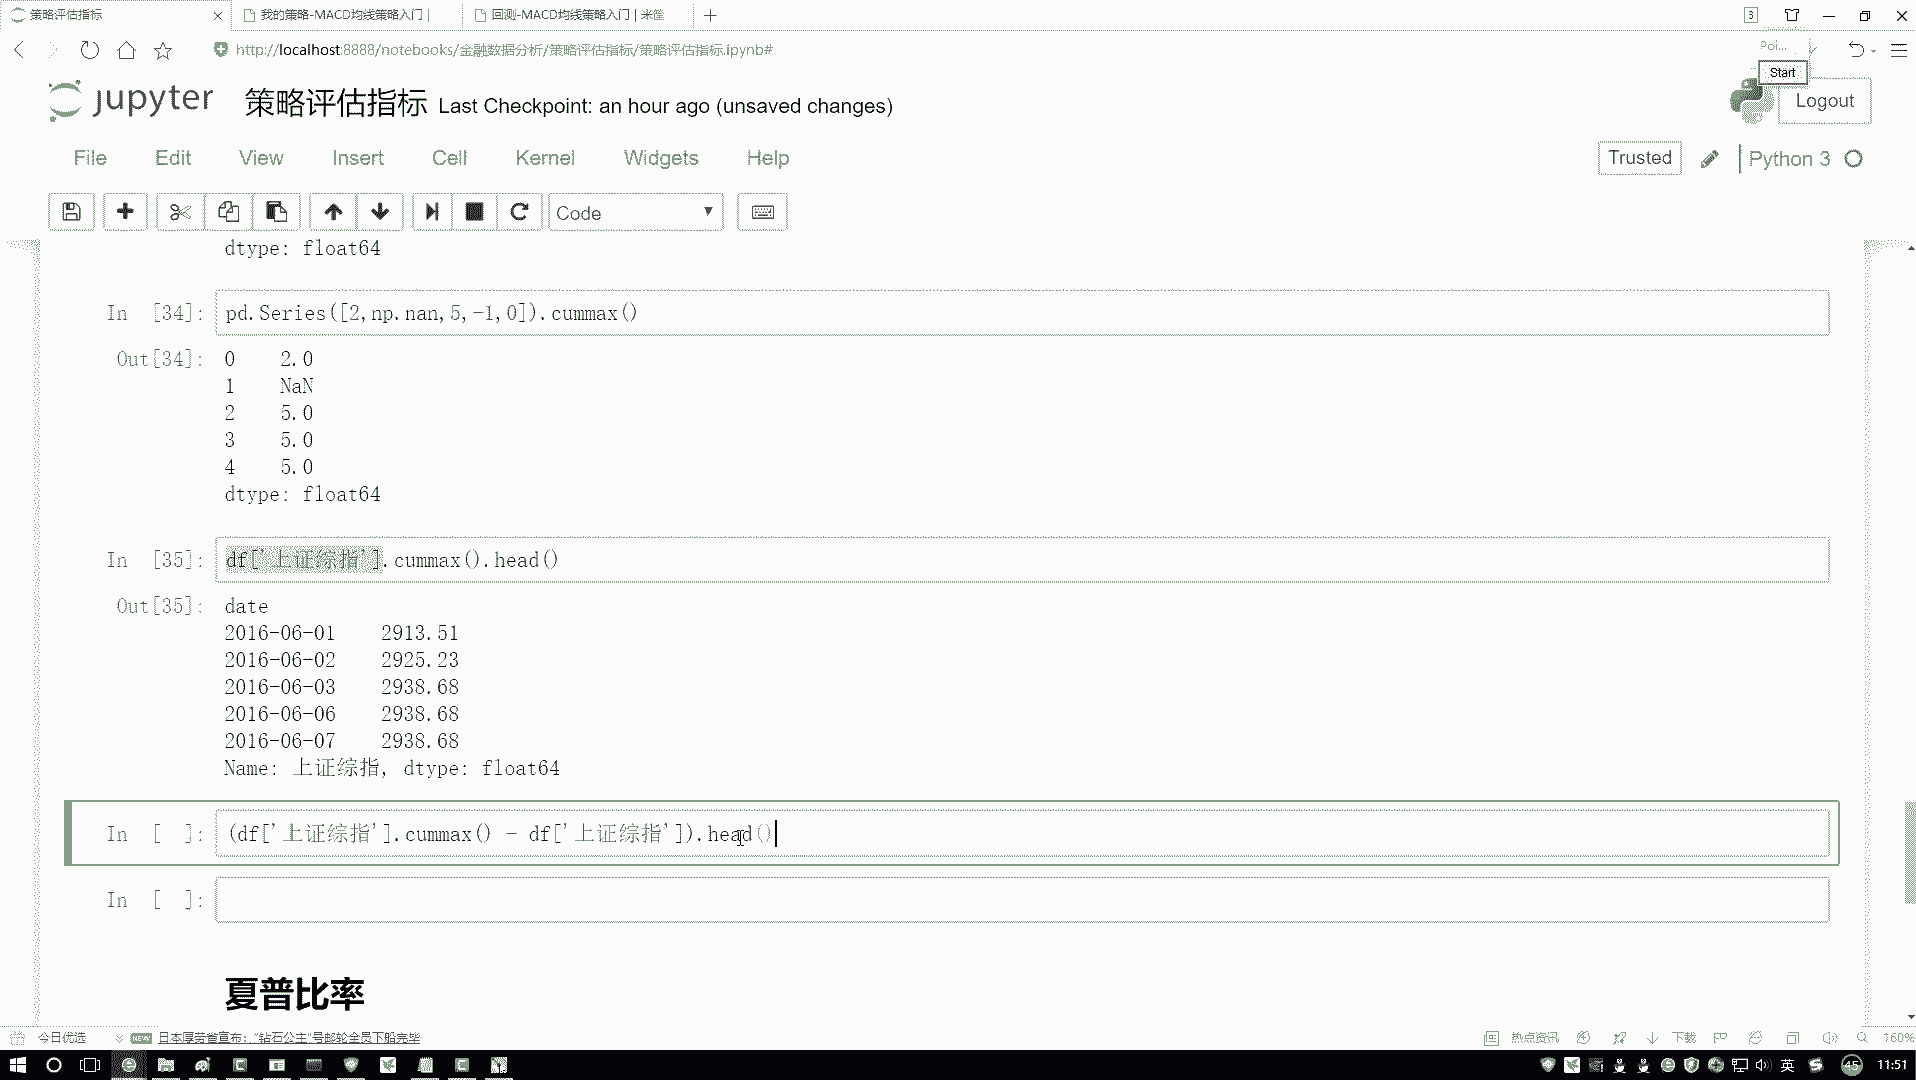 策略评估指标
我的策略-MACD均线策略入门 |
回测-MACD均线策略入门 | 米筐
3
http://localhost:8888/notebooks/金融数据分析/策略评估指标/策略评估指标.ipynb#
Poi...
Start
jupyter 策略评估指标 Last Checkpoint: an hour ago (unsaved changes)
Logout
File Edit View Insert Cell Kernel Widgets Help
Trusted
Python 3
Code
dtype: float64
In [34]: pd.Series([2,np.nan,5,-1,0]).cummax()
Out[34]: 0 2.0
1 NaN
2 5.0
3 5.0
4 5.0
dtype: float64
In [35]: df['上证综指'].cummax().head()
Out[35]: date
2016-06-01 2913.51
2016-06-02 2925.23
2016-06-03 2938.68
2016-06-06 2938.68
2016-06-07 2938.68
Name: 上证综指, dtype: float64
In [ ]: (df['上证综指'].cummax() - df['上证综指']).head()
In [ ]:
夏普比率
今日优选
NEW 日本厚劳省宣布："钻石公主"号邮轮全员下船完毕
热点资讯
下载
160%
英
45
11:51